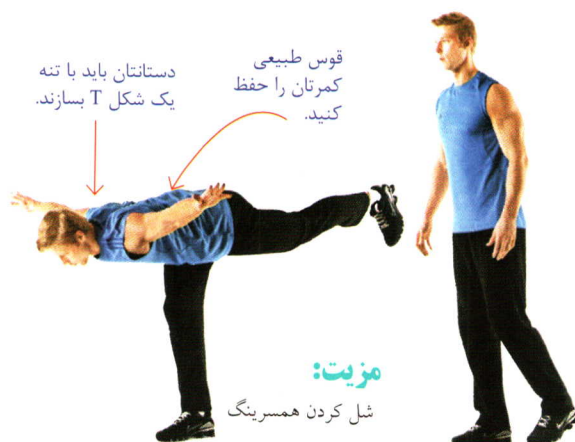 قوس طبیعی
کمرتان را حفظ
کنید.
دستانتان باید با تنه
یک شکل T بسازند.
مزیت:
شل کردن همسرینگ